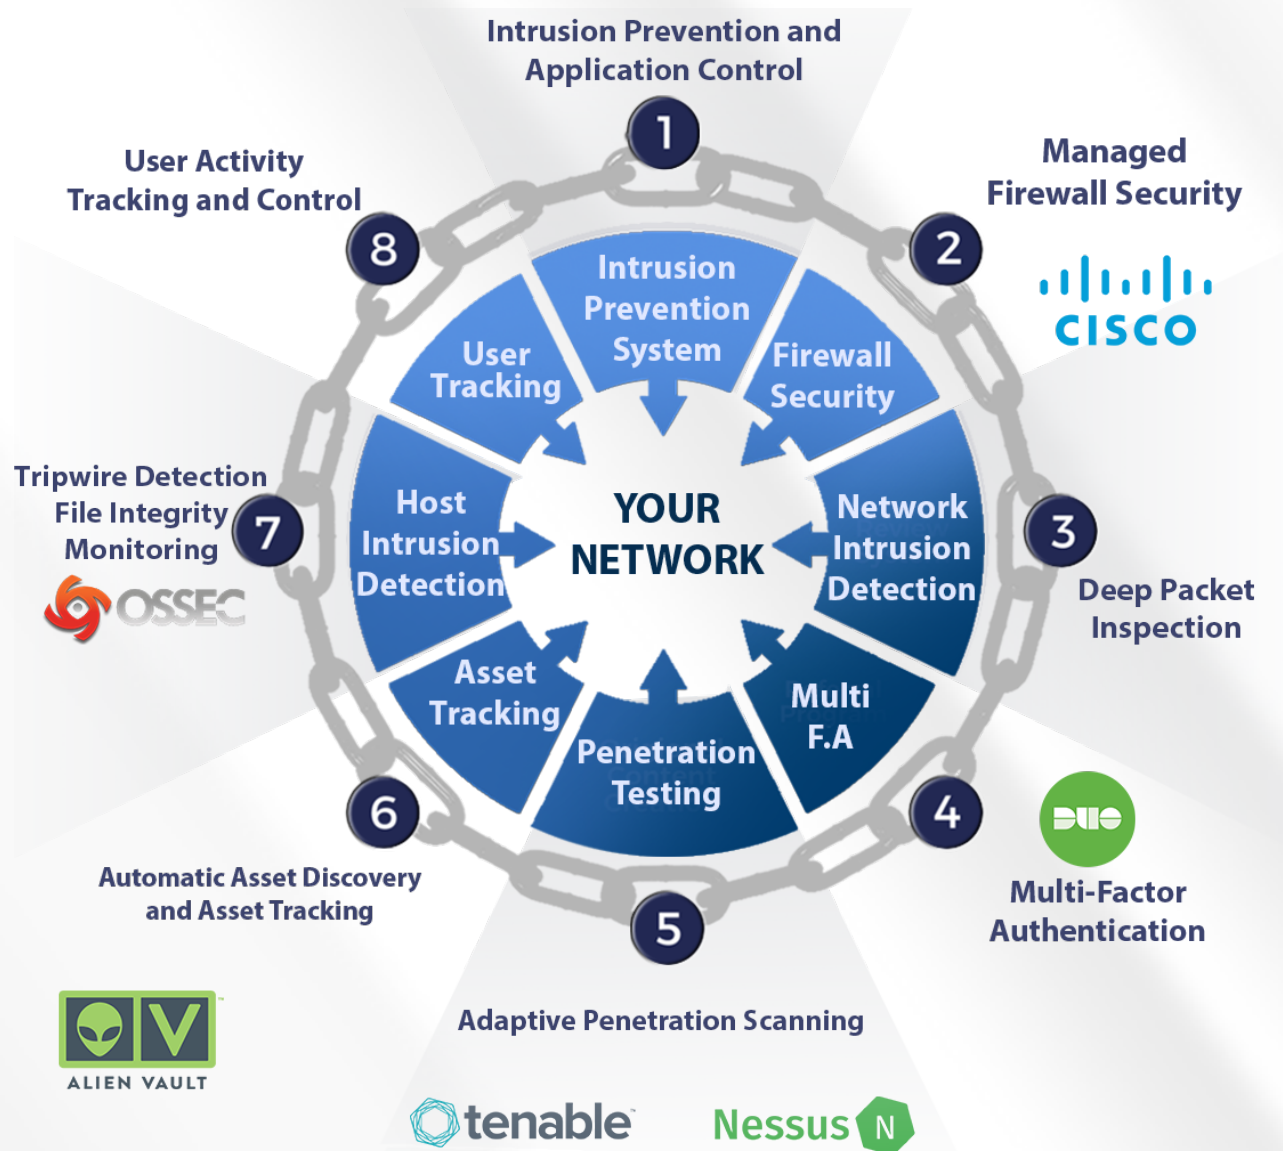 Intrusion Prevention and
Application Control
1
Managed
Firewall Security
2
CISCO
User Activity
Tracking and Control
8
Intrusion
Prevention
System
Firewall
Security
User
Tracking
Tripwire Detection
File Integrity
Monitoring
7
OSSEC
Host
Intrusion
Detection
YOUR
NETWORK
Network
Intrusion
Detection
3
Deep Packet
Inspection
Asset
Tracking
Penetration
Testing
Multi
F.A
6
Automatic Asset Discovery
and Asset Tracking
5
4
DUO
Multi-Factor
Authentication
V
ALIEN VAULT
Adaptive Penetration Scanning
tenable
Nessus N